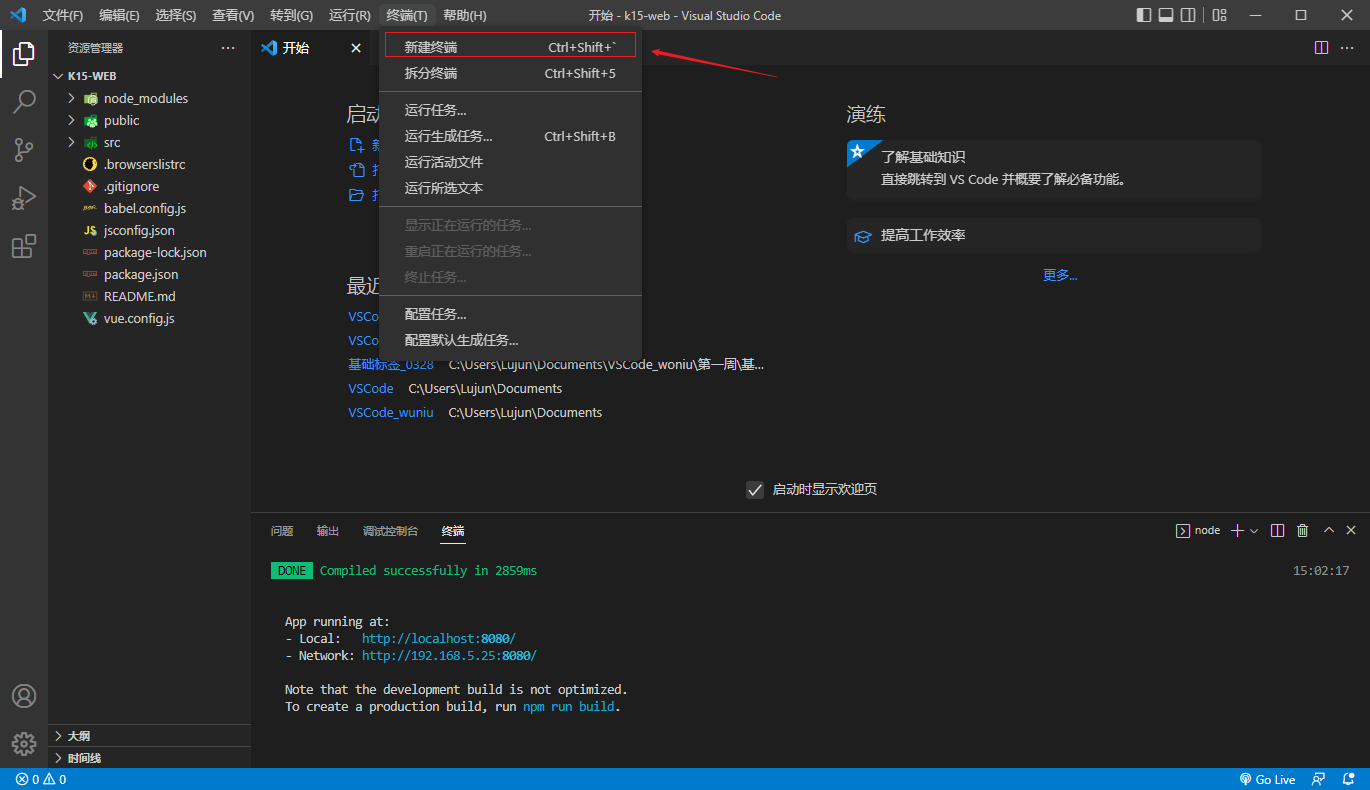 文件(F) 编辑(E) 选择(S) 查看(V) 转到(G) 运行(R) 终端(T) 帮助(H) 开始 - k15-web - Visual Studio Code
资源管理器
开始
K15-WEB
node_modules
public
src
.browserslistrc
.gitignore
babel.config.js
jsconfig.json
package-lock.json
package.json
README.md
vue.config.js
大纲
时间线
新建终端 Ctrl+Shift+`
拆分终端 Ctrl+Shift+5
运行任务...
运行生成任务... Ctrl+Shift+B
运行活动文件
运行所选文本
显示正在运行的任务...
重启正在运行的任务...
终止任务...
配置任务...
配置默认生成任务...
启动
最近
VSCo
VSCo
基础标签_0328 C:\Users\Lujun\Documents\VSCode_woniu\第一周\基...
VSCode C:\Users\Lujun\Documents
VSCode_wuniu C:\Users\Lujun\Documents
演练
了解基础知识
直接跳转到 VS Code 并概要了解必备功能。
提高工作效率
更多...
启动时显示欢迎页
问题 输出 调试控制台 终端 node
DONE Compiled successfully in 2859ms 15:02:17
App running at:
- Local: http://localhost:8080/
- Network: http://192.168.5.25:8080/
Note that the development build is not optimized.
To create a production build, run npm run build.
0 0 Go Live